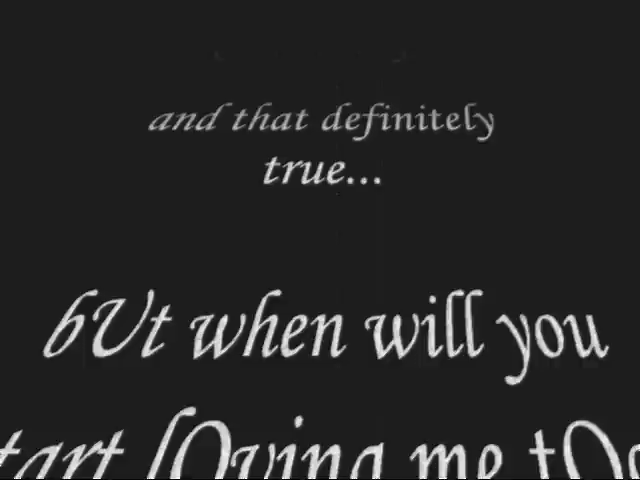 and that definitely
true...
bUt when will you
lOving me